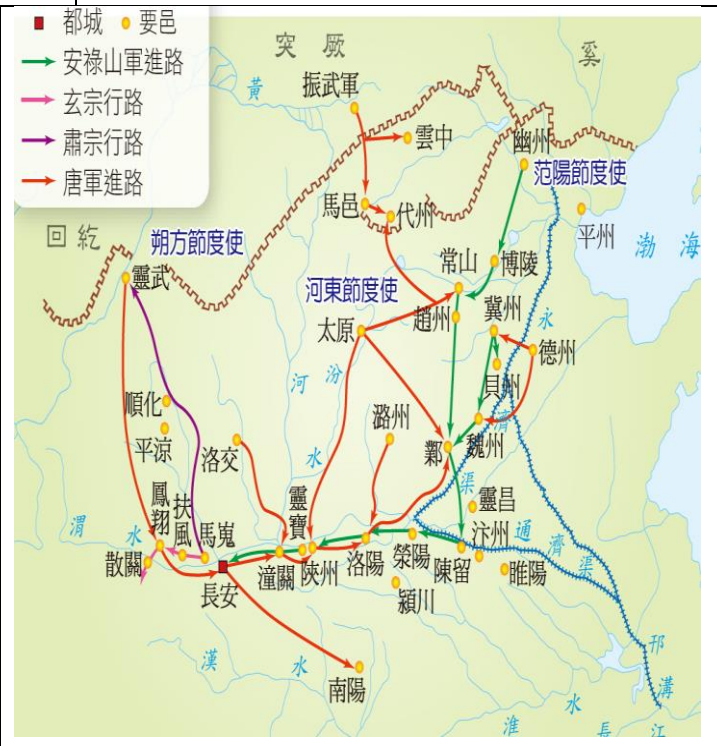 都城 要邑
安祿山軍進路
玄宗行路
肅宗行路
唐軍進路
突厥
奚
黃
振武軍
雲中
幽州
范陽節度使
馬邑
代州
平州
渤海
回紇
朔方節度使
靈武
常山
博陵
河東節度使
太原
趙州
冀州
永
德州
貝州
濟
河
汾
水
順化
平涼
洛交
潞州
鄴
魏州
渠
靈昌
鳳翔
扶風
馬嵬
靈寶
渭
水
散關
長安
潼關
陝州
洛陽
滎陽
陳留
汴州
通濟渠
睢陽
潁川
漢
水
南陽
邗溝
淮
水
長江